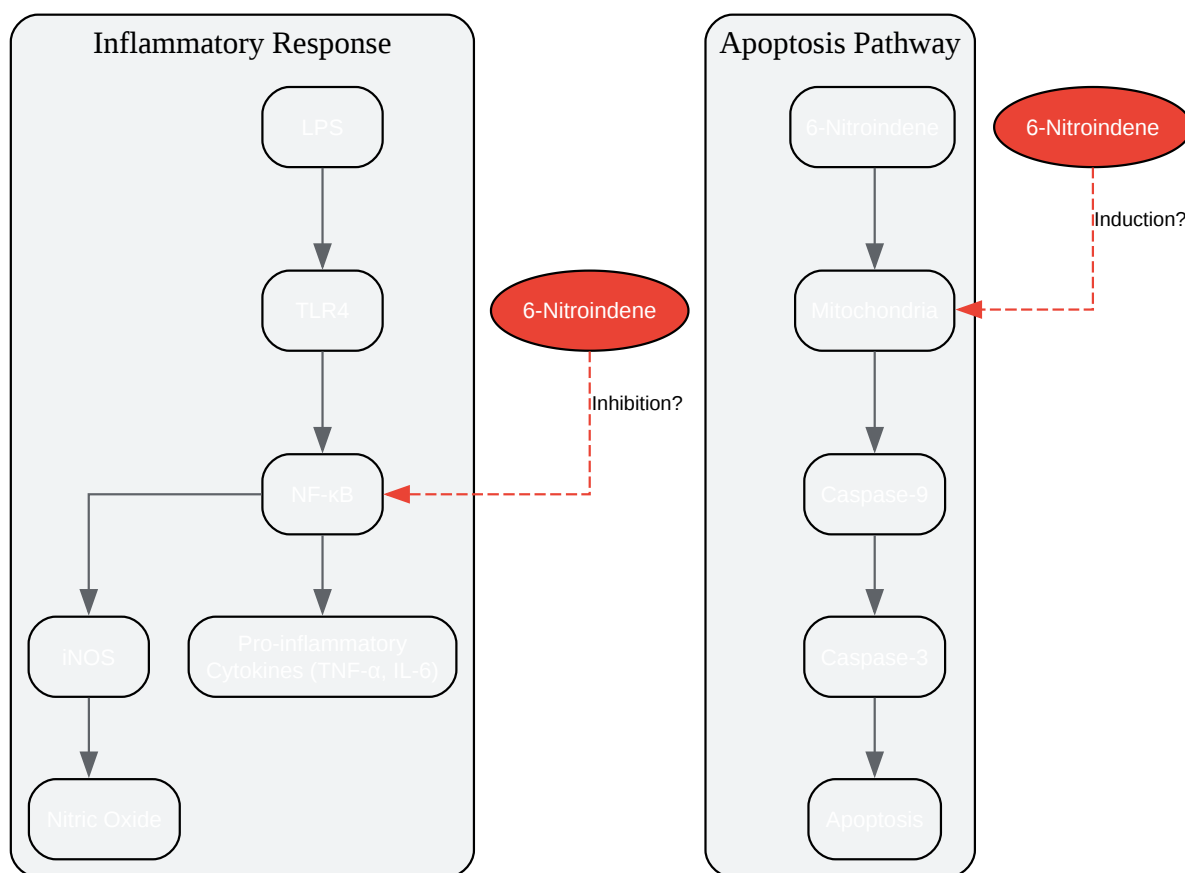 Inflammatory Response
LPS
TLR4
6-Nitroindene
Inhibition?
NF-κB
iNOS
Pro-inflammatory
Cytokines (TNF-α, IL-6)
Nitric Oxide
Apoptosis Pathway
6-Nitroindene
6-Nitroindene
Induction?
Mitochondria
Caspase-9
Caspase-3
Apoptosis